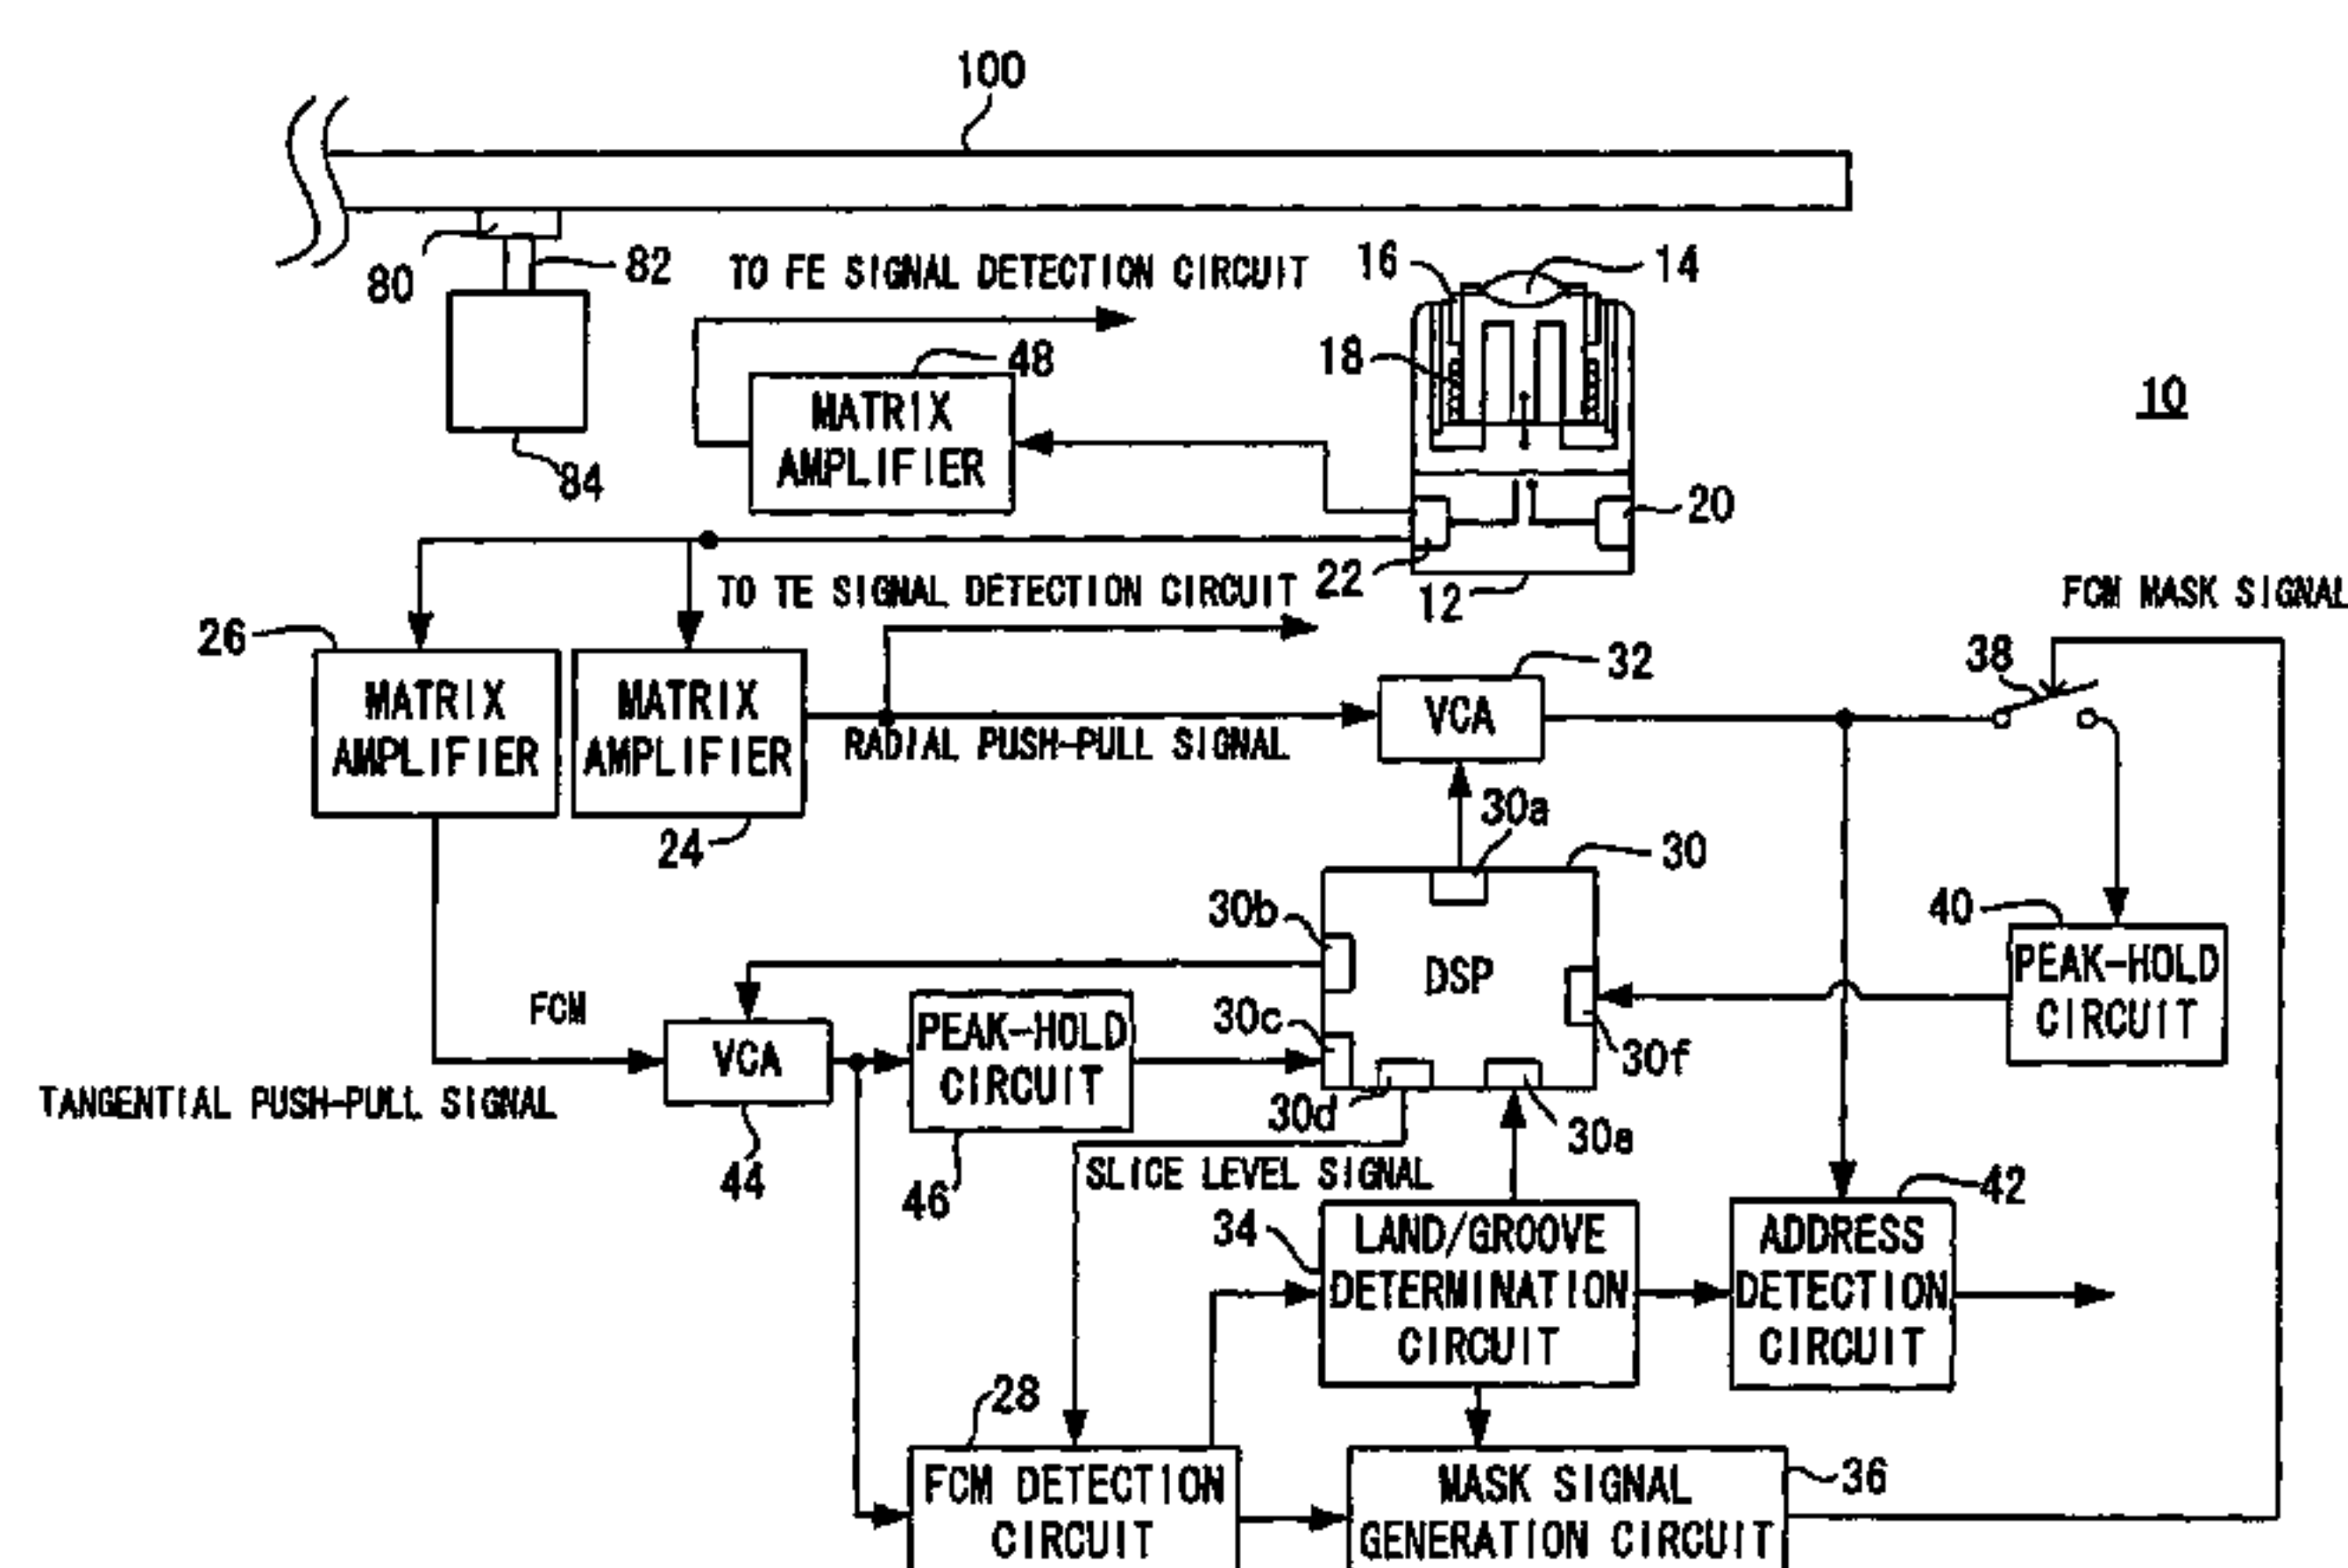 100
80
82
TO FE SIGNAL DETECTION CIRCUIT
16
14
18
48
MATRIX
AMPLIFIER
10
84
20
22
12
TO TE SIGNAL DETECTION CIRCUIT
FCM MASK SIGNAL
26
MATRIX
AMPLIFIER
MATRIX
AMPLIFIER
24
RADIAL PUSH-PULL SIGNAL
32
VCA
38
30a
30
30b
DSP
40
PEAK-HOLD
CIRCUIT
FCM
VCA
PEAK-HOLD
CIRCUIT
30c
30f
TANGENTIAL PUSH-PULL SIGNAL
44
46
30d
30e
SLICE LEVEL SIGNAL
34
LAND/GROOVE
DETERMINATION
CIRCUIT
42
ADDRESS
DETECTION
CIRCUIT
28
FCM DETECTION
CIRCUIT
MASK SIGNAL
GENERATION CIRCUIT
36